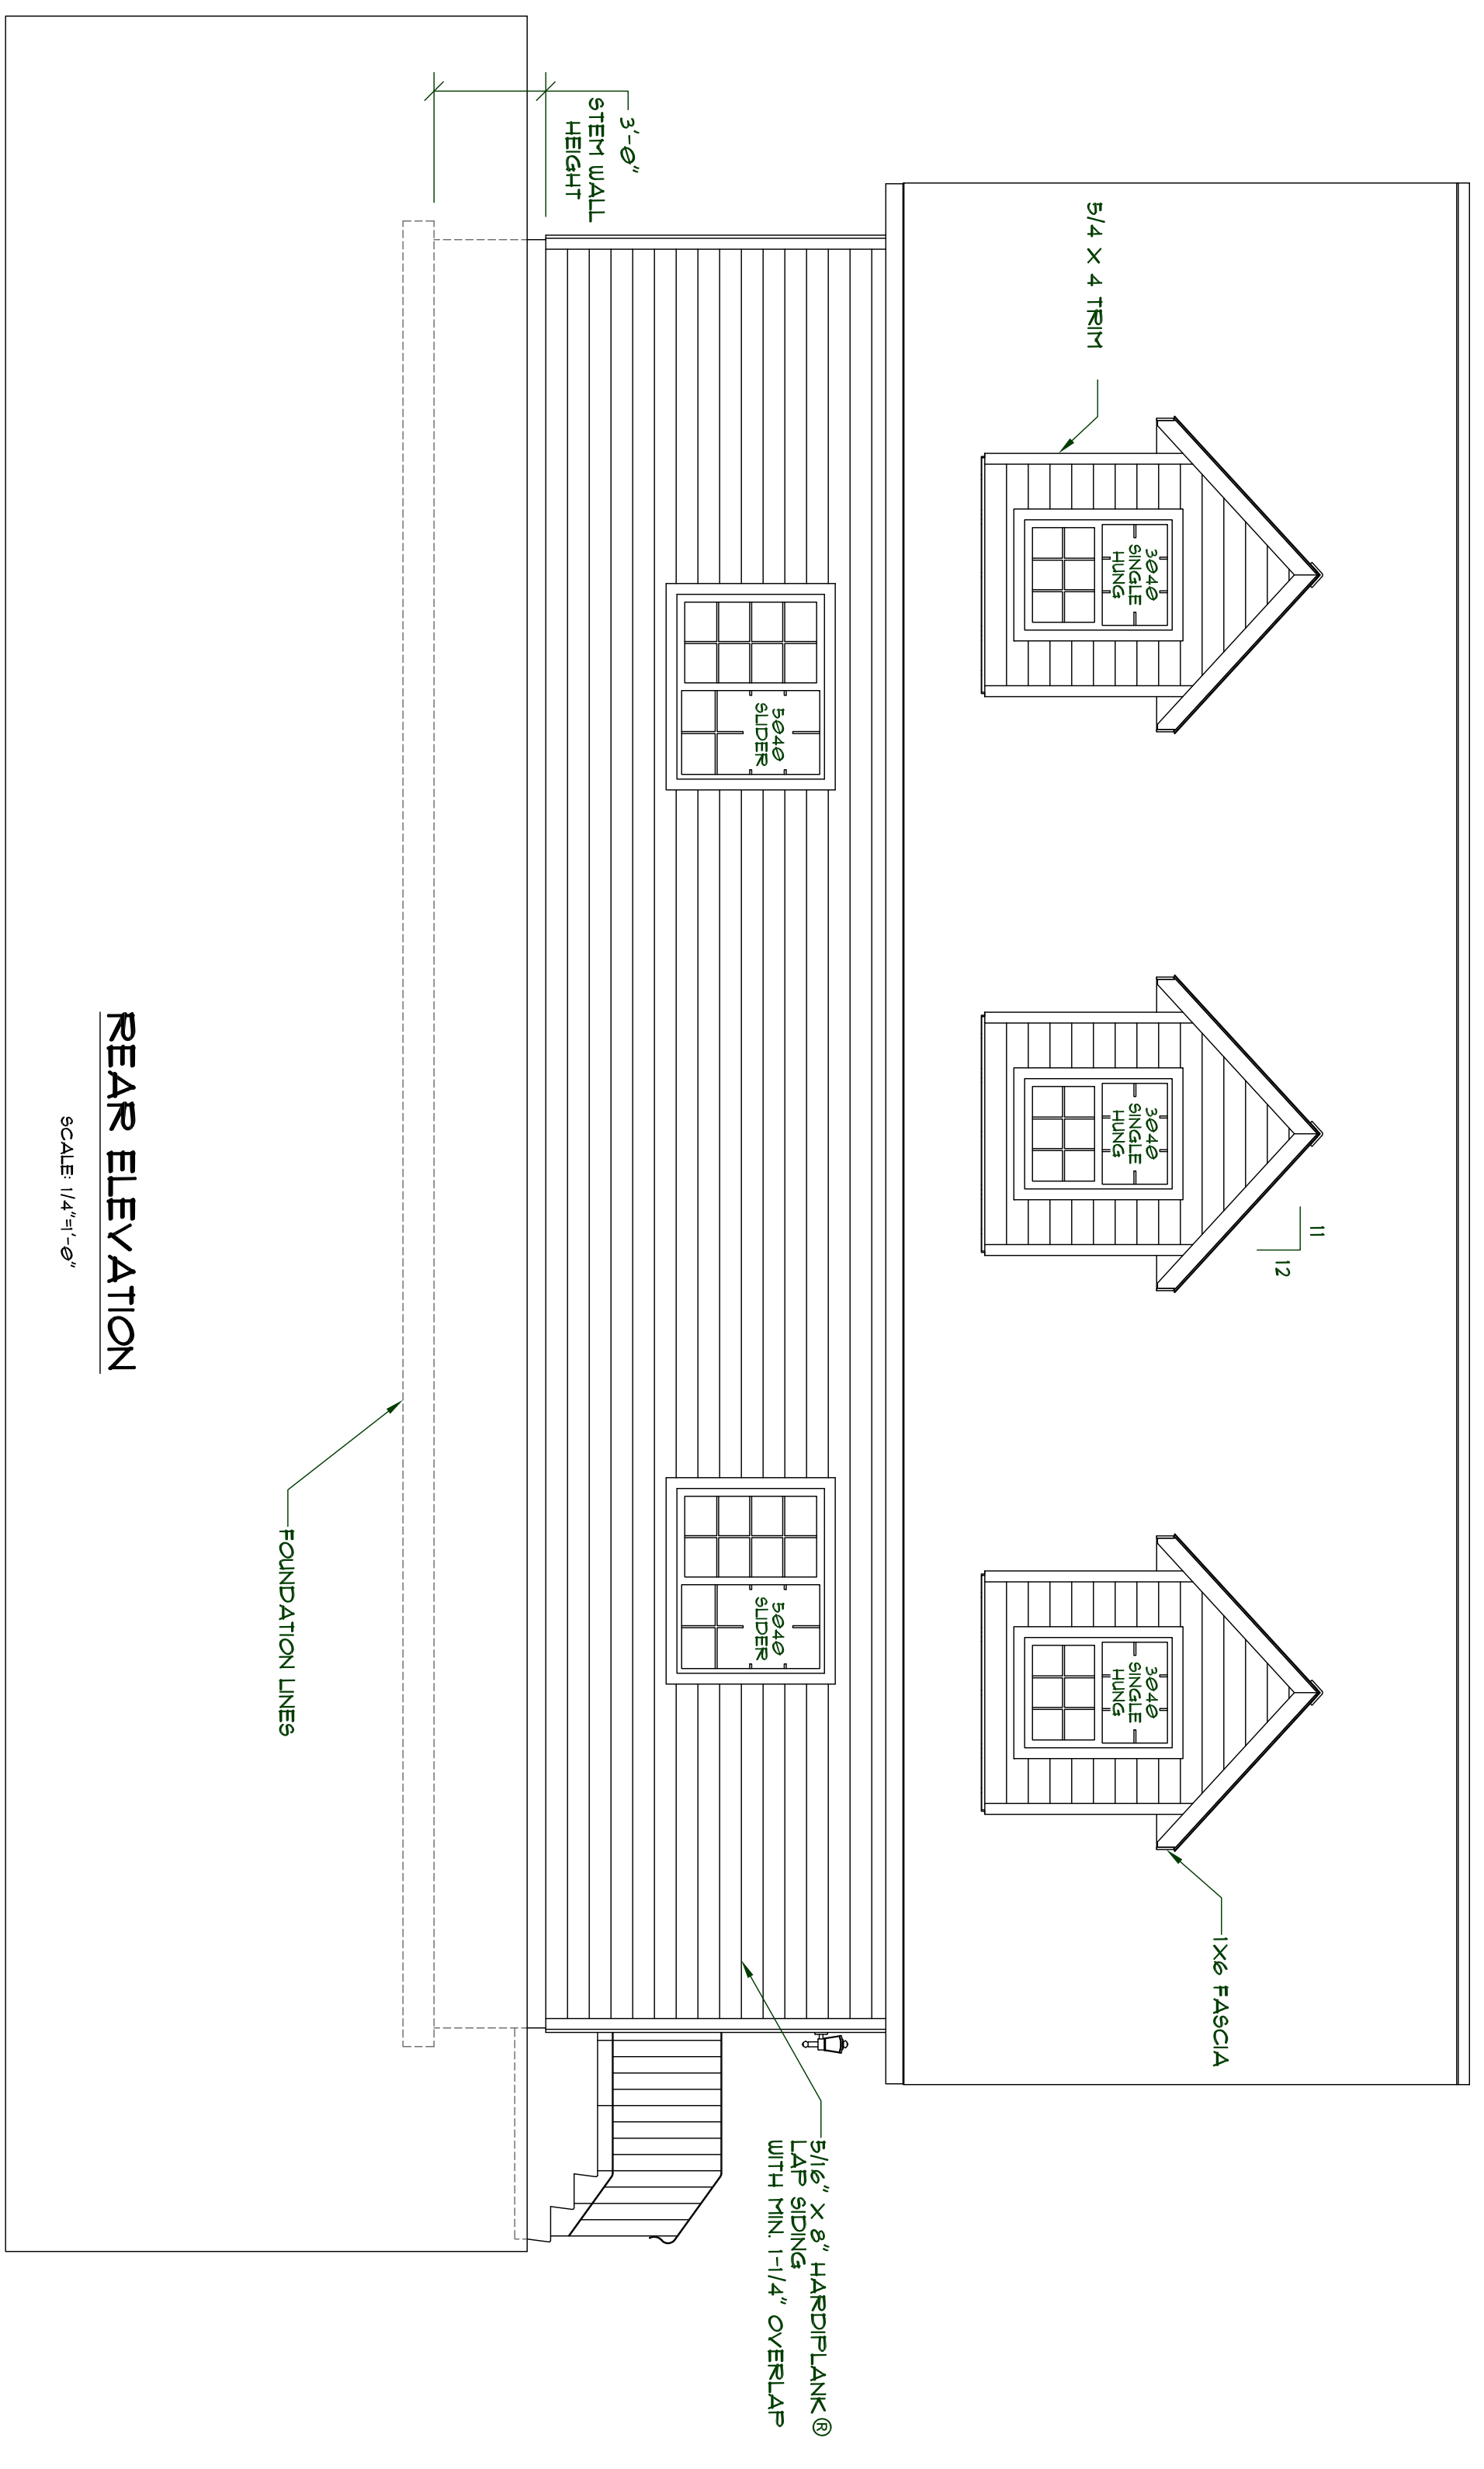 11
12
1X6 FASCIA
5/4 X 4 TRIM
3040
SINGLE
HUNG
3040
SINGLE
HUNG
3040
SINGLE
HUNG
5/16" X 8" HARDIPLANK®
LAP SIDING
WITH MIN. 1-1/4" OVERLAP
5040
SLIDER
5040
SLIDER
3'-0"
STEM WALL
HEIGHT
FOUNDATION LINES
REAR ELEVATION
SCALE: 1/4"=1'-0"